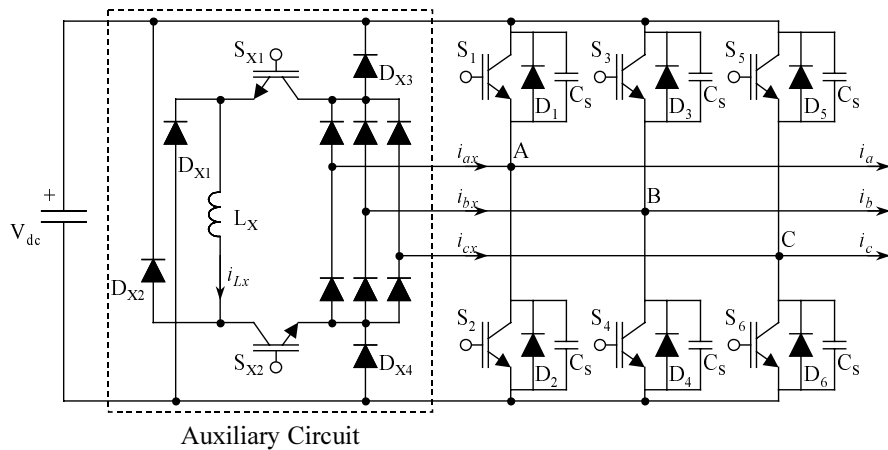 S_X1
D_X3
D_X1
L_X
i_Lx
D_X2
S_X2
D_X4
+
V_dc
S_1
D_1
C_S
S_3
D_3
C_S
S_5
D_5
C_S
i_ax
A
i_a
i_bx
B
i_b
i_cx
C
i_c
S_2
D_2
C_S
S_4
D_4
C_S
S_6
D_6
C_S
Auxiliary Circuit